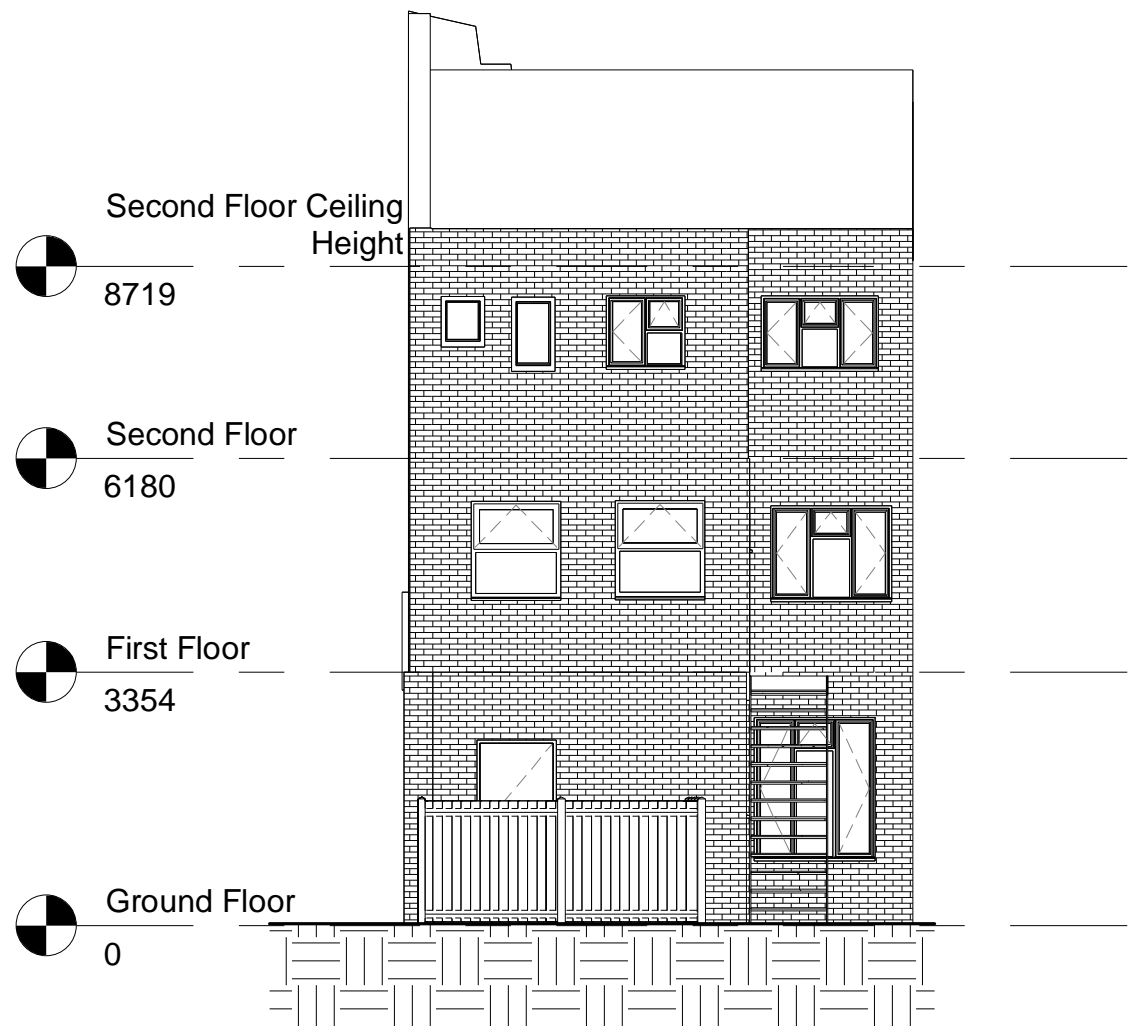 Second Floor Ceiling
Height
8719
Second Floor
6180
First Floor
3354
Ground Floor
0